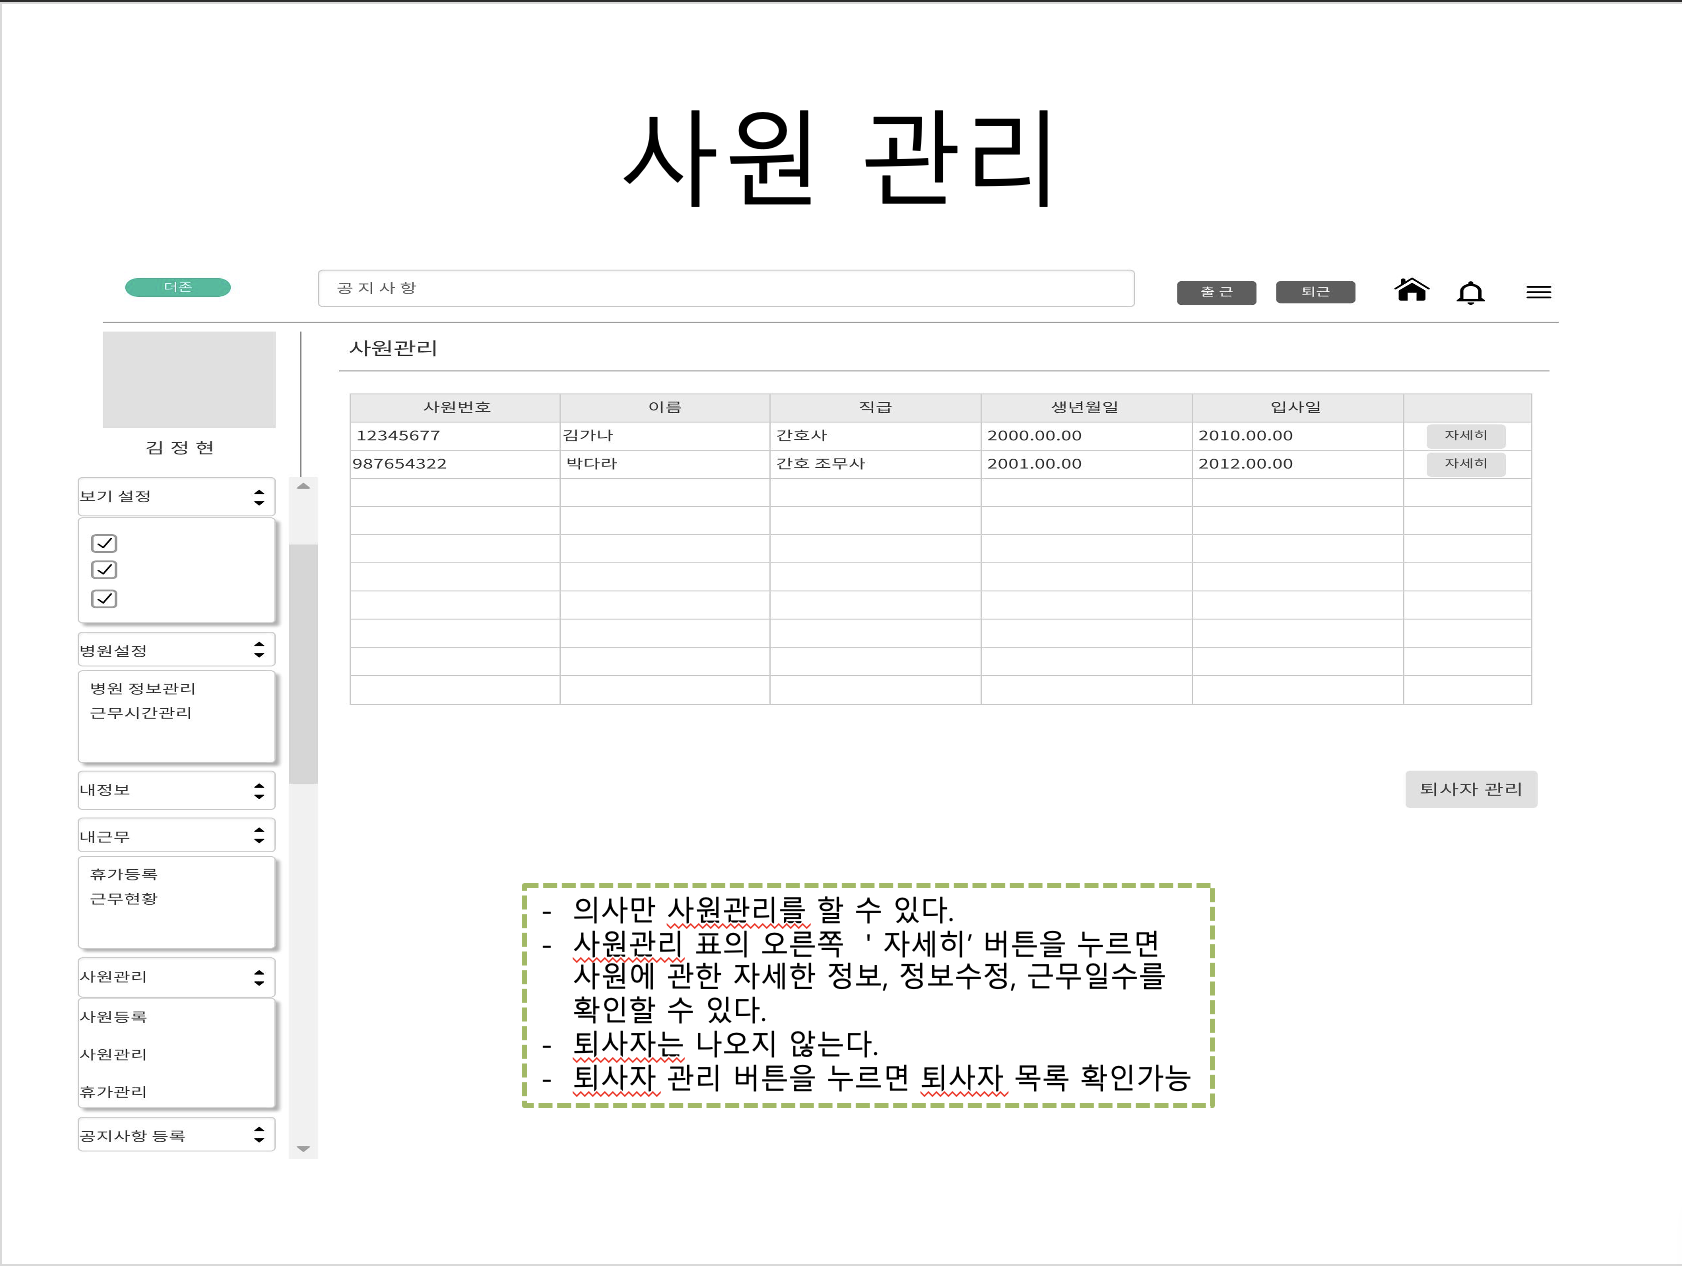 사원 관리
더존
공 지 사 항
출 근
퇴근
사원관리
김 정 현
사원번호 이름 직급 생년월일 입사일
12345677 김가나 간호사 2000.00.00 2010.00.00 자세히
987654322 박다라 간호 조무사 2001.00.00 2012.00.00 자세히
보기 설정
병원설정
병원 정보관리
근무시간관리
내정보
내근무
휴가등록
근무현황
사원관리
사원등록
사원관리
휴가관리
공지사항 등록
퇴사자 관리
- 의사만 사원관리를 할 수 있다.
- 사원관리 표의 오른쪽 ' 자세히’ 버튼을 누르면
사원에 관한 자세한 정보, 정보수정, 근무일수를
확인할 수 있다.
- 퇴사자는 나오지 않는다.
- 퇴사자 관리 버튼을 누르면 퇴사자 목록 확인가능